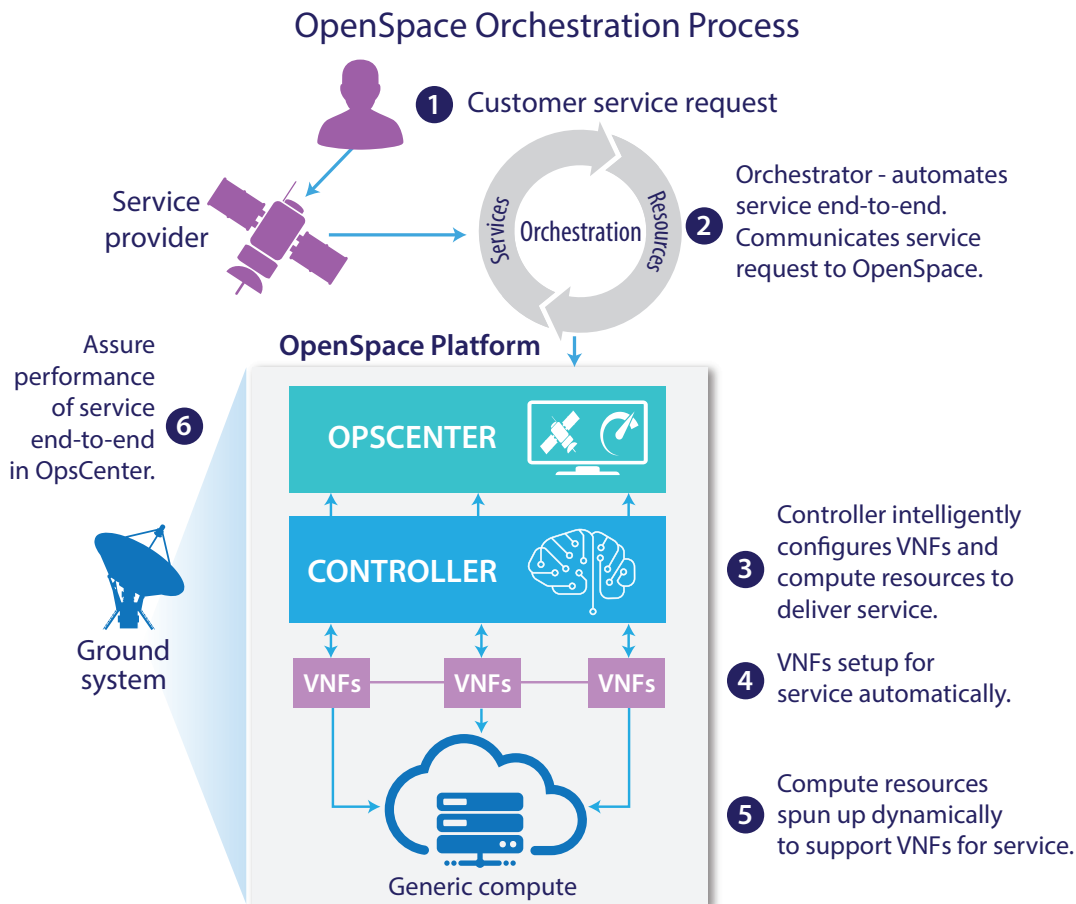 OpenSpace Orchestration Process
1 Customer service request
Service
provider
Services
Orchestration
Resources
2
Orchestrator - automates
service end-to-end.
Communicates service
request to OpenSpace.
OpenSpace Platform
Assure
performance
of service
end-to-end
in OpsCenter.
6
OPSCENTER
CONTROLLER
3
Controller intelligently
configures VNFs and
compute resources to
deliver service.
Ground
system
VNFs VNFs VNFs
4
VNFs setup for
service automatically.
5
Compute resources
spun up dynamically
to support VNFs for service.
Generic compute